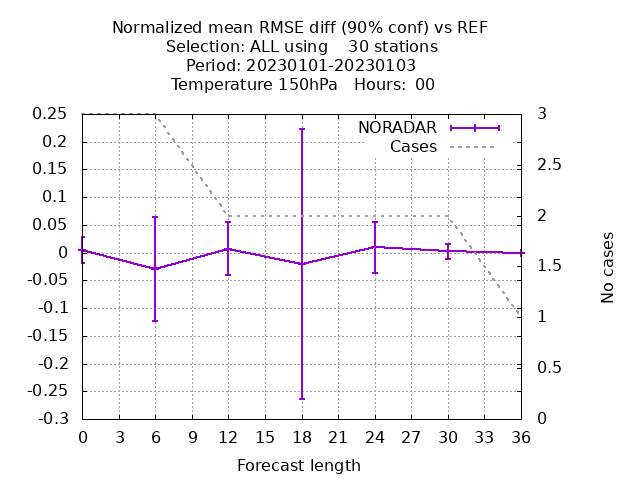 Normalized mean RMSE diff (90% conf) vs REF
Selection: ALL using    30 stations
Period: 20230101-20230103
Temperature 150hPa   Hours:  00
NORADAR
Cases
0.25
0.2
0.15
0.1
0.05
0
-0.05
-0.1
-0.15
-0.2
-0.25
-0.3
3
2.5
2
1.5
1
0.5
0
No cases
0 3 6 9 12 15 18 21 24 27 30 33 36
Forecast length